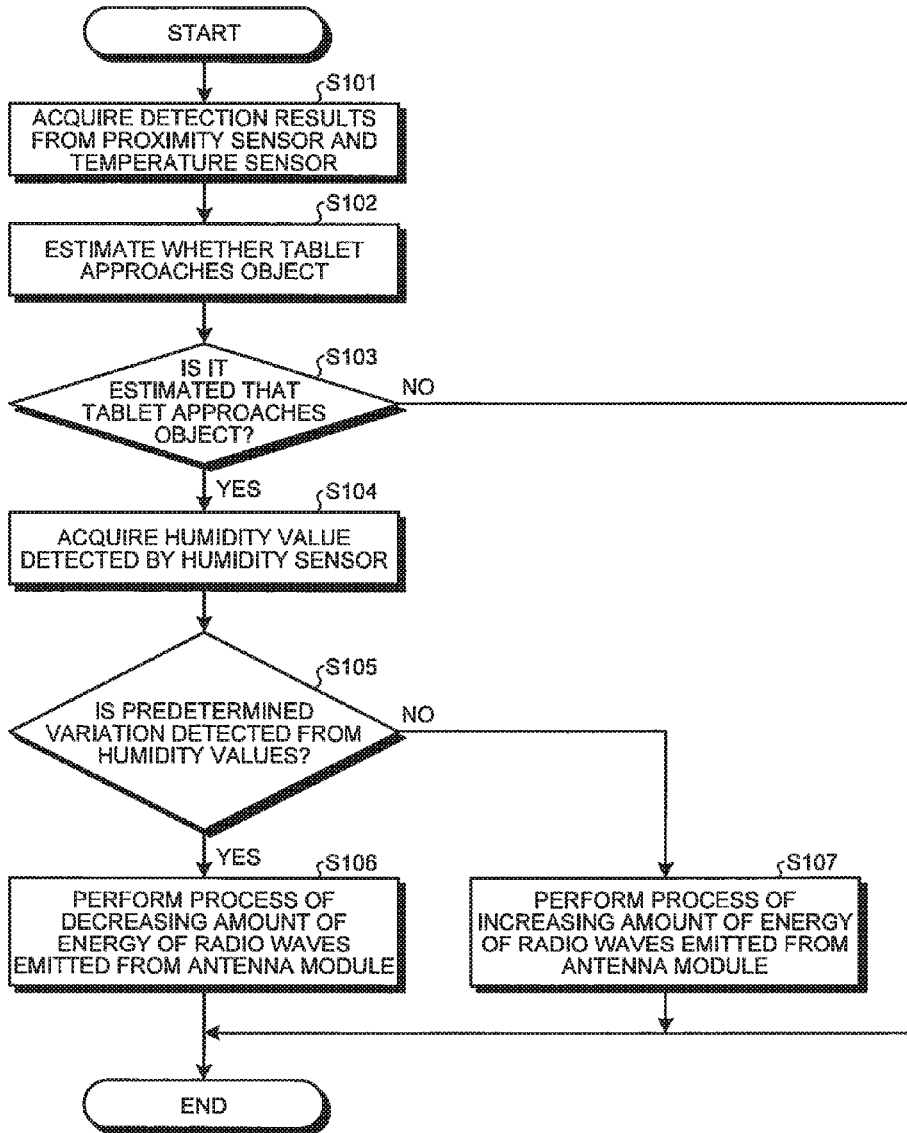 START
S101
ACQUIRE DETECTION RESULTS
FROM PROXIMITY SENSOR AND
TEMPERATURE SENSOR
S102
ESTIMATE WHETHER TABLET
APPROACHES OBJECT
S103
IS IT
ESTIMATED THAT
TABLET APPROACHES
OBJECT?
NO
YES
S104
ACQUIRE HUMIDITY VALUE
DETECTED BY HUMIDITY SENSOR
S105
IS PREDETERMINED
VARIATION DETECTED FROM
HUMIDITY VALUES?
NO
YES
S106
PERFORM PROCESS OF
DECREASING AMOUNT OF
ENERGY OF RADIO WAVES
EMITTED FROM ANTENNA MODULE
S107
PERFORM PROCESS OF
INCREASING AMOUNT OF ENERGY
OF RADIO WAVES EMITTED FROM
ANTENNA MODULE
END